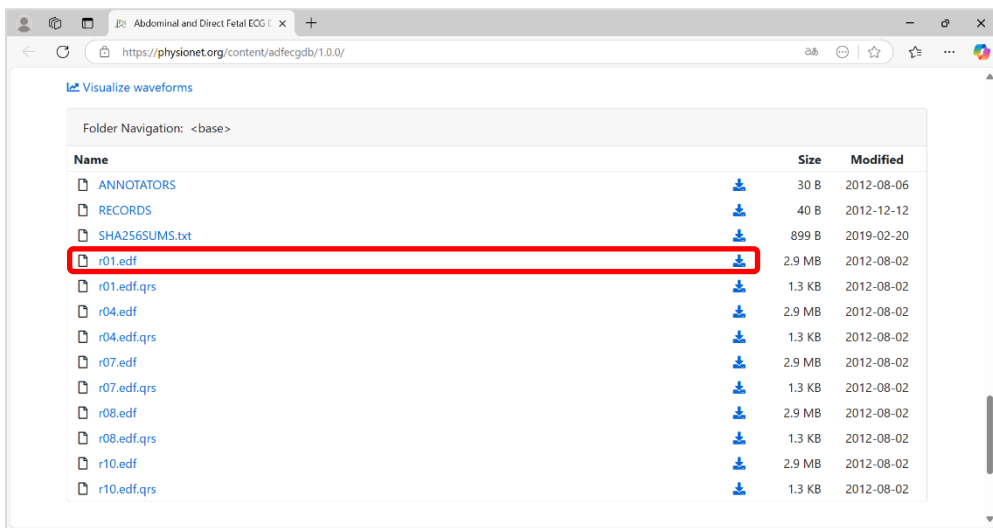 Abdominal and Direct Fetal ECG D
https://physionet.org/content/adfecgdb/1.0.0/
Visualize waveforms
Folder Navigation: <base>
Name Size Modified
ANNOTATORS 30 B 2012-08-06
RECORDS 40 B 2012-12-12
SHA256SUMS.txt 899 B 2019-02-20
r01.edf 2.9 MB 2012-08-02
r01.edf.qrs 1.3 KB 2012-08-02
r04.edf 2.9 MB 2012-08-02
r04.edf.qrs 1.3 KB 2012-08-02
r07.edf 2.9 MB 2012-08-02
r07.edf.qrs 1.3 KB 2012-08-02
r08.edf 2.9 MB 2012-08-02
r08.edf.qrs 1.3 KB 2012-08-02
r10.edf 2.9 MB 2012-08-02
r10.edf.qrs 1.3 KB 2012-08-02